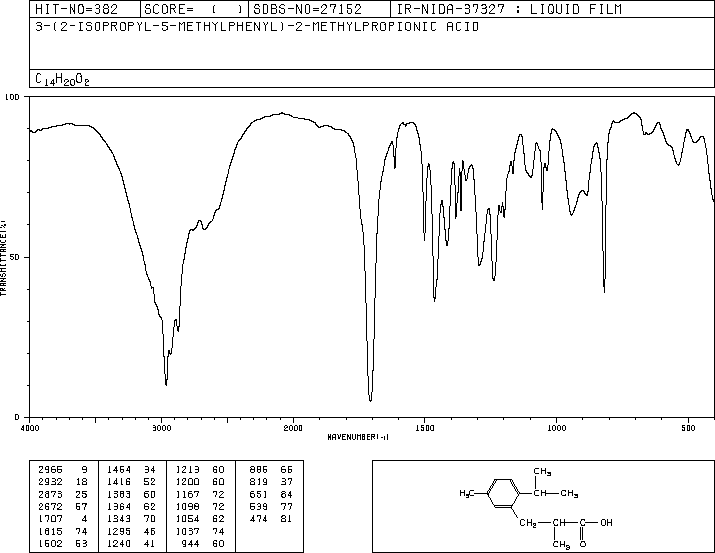 HIT-NO=382 SCORE= ( ) SDBS-NO=27152 IR-NIDA-37327 : LIQUID FILM
3-(2-ISOPROPYL-5-METHYLPHENYL)-2-METHYLPROPIONIC ACID
C14H20O2
100
TRANSMITTANCE(%)
50
0
4000 3000 2000 1500 1000 500
WAVENUMBER(-1)
2965 9 1464 34 1213 60 886 66
2932 18 1416 52 1200 60 819 37
2873 25 1383 60 1167 72 651 84
2672 57 1364 62 1098 72 539 77
1707 4 1343 70 1054 62 474 81
1615 74 1295 46 1037 74
1502 53 1240 41 944 60
CH3
H3C CH-CH3
CH2-CH-C-OH
CH3 O